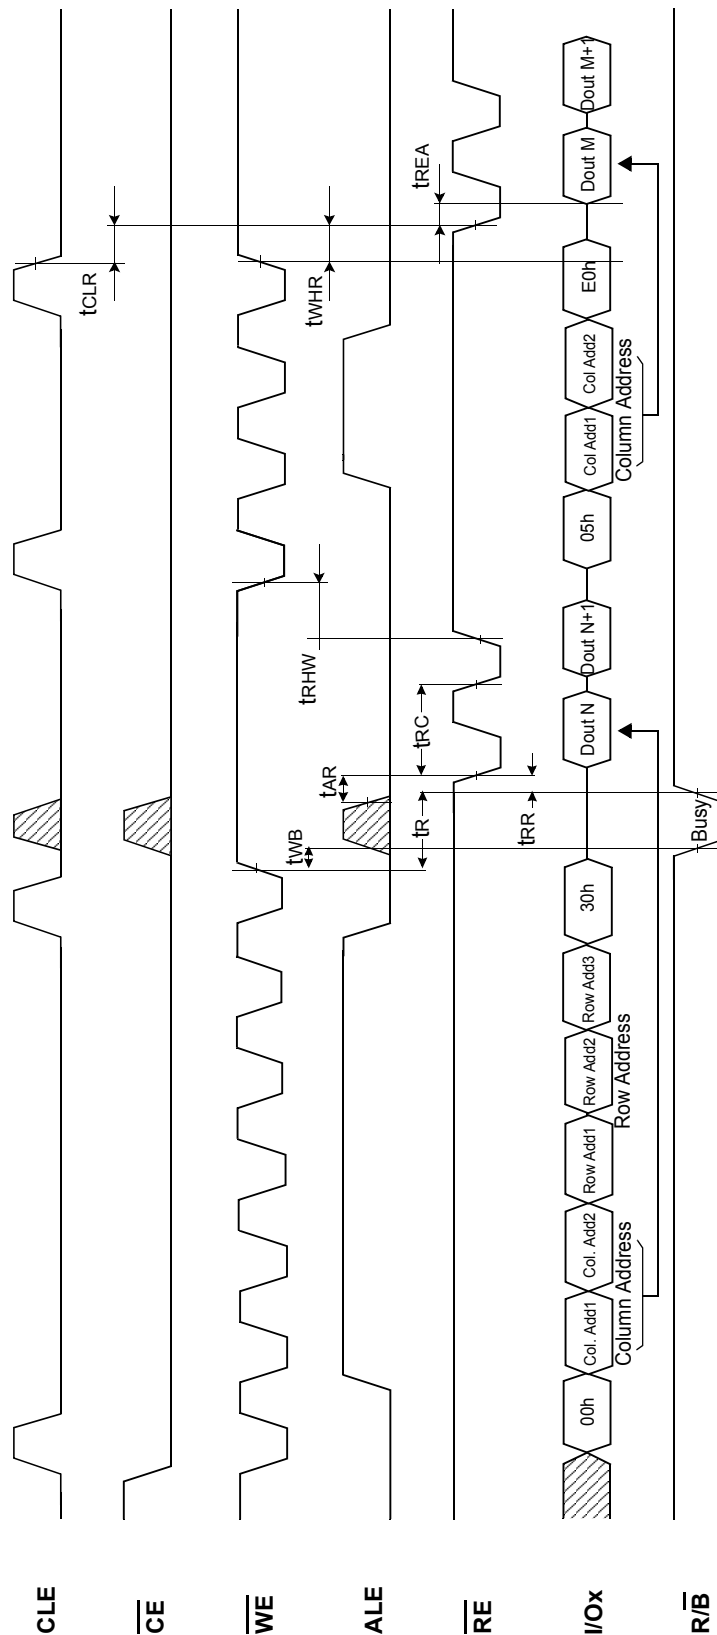 CLE
tCLR
CE
WE
tWB
tRHW
tWHR
ALE
tAR
tR
RE
tRC
tRR
tREA
I/Ox
00h
Col. Add1
Col. Add2
Row Add1
Row Add2
Row Add3
30h
Dout N
Dout N+1
05h
Col Add1
Col Add2
E0h
Dout M
Dout M+1
Column Address
Row Address
Column Address
R/B
Busy